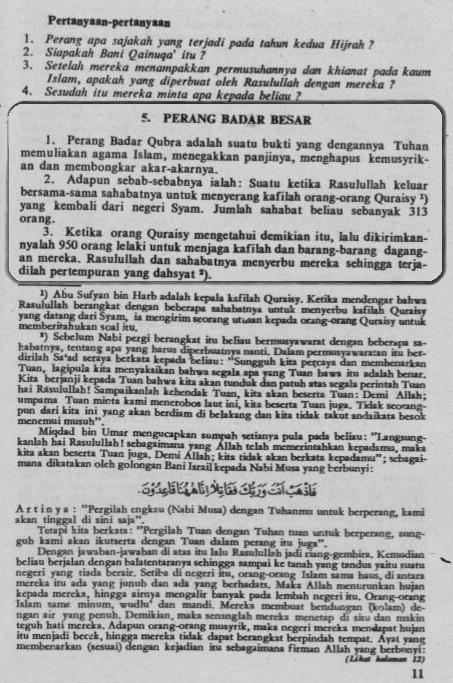 Pertanyaan-pertanyaan
1. Perang apa sajakah yang terjadi pada tahun kedua Hijrah ?
2. Siapakah Bani Qainuqa' itu ?
3. Setelah mereka menampakkan permusuhannya dan khianat pada kaum
Islam, apakah yang diperbuat oleh Rasulullah dengan mereka ?
4. Sesudah itu mereka minta apa kepada beliau ?
5. PERANG BADAR BESAR
1. Perang Badar Qubra adalah suatu bukti yang dengannya Tuhan
memuliakan agama Islam, menegakkan panjinya, menghapus kemusyrik-
an dan membongkar akar-akarnya.
2. Adapun sebab-sebabnya ialah: Suatu ketika Rasulullah keluar
bersama-sama sahabatnya untuk menyerang kafilah orang-orang Quraisy ¹)
yang kembali dari negeri Syam. Jumlah sahabat beliau sebanyak 313
orang.
3. Ketika orang Quraisy mengetahui demikian itu, lalu dikirimkan-
nyalah 950 orang lelaki untuk menjaga kafilah dan barang-barang dagang-
an mereka. Rasulullah dan sahabatnya menyerbu mereka sehingga terja-
dilah pertempuran yang dahsyat ²).
¹) Abu Sufyan bin Harb adalah kepala kafilah Quraisy. Ketika mendengar bahwa
Rasulullah berangkat dengan beberapa sahabatnya untuk menyerbu kafilah Quraisy
yang datang dari Syam, ia mengirim seorang utusan kepada orang-orang Quraisy untuk
memberitahukan soal itu.
²) Sebelum Nabi pergi berangkat itu beliau bermusyawarat dengan beberapa sa-
habatnya, tentang apa yang harus diperbuatnya nanti. Dalam permusyawaratan itu ber-
dirilah Sa'ad seraya berkata kepada beliau: "Sungguh kita percaya dan membenarkan
Tuan, lagipula kita menyaksikan bahwa segala apa yang Tuan bawa itu adalah benar.
Kita berjanji kepada Tuan bahwa kita akan tunduk dan patuh atas segala perintah Tuan
hai Rasulullah! Sampaikanlah kehendak Tuan, kita akan beserta Tuan: Demi Allah;
umpama Tuan minta kami menerobos laut ini, kita beserta Tuan juga. Tidak seorang-
pun dari kita ini yang akan berdiam di belakang dan kita tidak takut andaikata besok
menemui musuh".
Miqdad bin Umar mengucapkan sumpah setianya pula pada beliau: "Langsung-
kanlah hai Rasulullah! sebagaimana yang Allah telah memerintahkan kepadamu, maka
kita akan beserta Tuan juga. Demi Allah; kita tidak akan berkata kepadamu"; sebagai-
mana dikatakan oleh golongan Bani Israil kepada Nabi Musa yang berbunyi:
فَاذْهَبْ أَنْتَ وَرَبُّكَ فَقَاتِلَا إِنَّا هٰهُنَا قَاعِدُوْنَ
Artinya: "Pergilah engkau (Nabi Musa) dengan Tuhanmu untuk berperang, kami
akan tinggal di sini saja".
Tetapi kita berkata: "Pergilah Tuan dengan Tuhan tuan untuk berperang, sung-
guh kami akan ikutserta dengan Tuan dalam perang itu juga".
Dengan jawaban-jawaban di atas itu lalu Rasulullah jadi riang-gembira. Kemudian
beliau berjalan dengan balatentaranya sehingga sampai ke tanah yang tandus yaitu suatu
negeri yang tiada berair. Setiba di negeri itu, orang-orang Islam sama haus, di antara
mereka itu ada yang junub dan ada yang berhadats. Maka Allah menurunkan hujan
kepada mereka, hingga airnya mengalir banyak pada lembah negeri itu. Orang-orang
Islam same minum, wudhu' dan mandi. Mereka membuat bendungan (kolam) de-
ngan air yang penuh. Demikian, maka senanglah mereka menetap di situ dan makin
teguh hati mereka. Adapun orang-orang musyrik, maka negeri mereka mendapat hujan
itu menjadi becek, hingga mereka tidak dapat berangkat berpindah tempat. Ayat yang
membenarkan (sesuai) dengan kejadian itu sebagaimana firman Allah yang berbunyi:
(Lihat halaman 12)
11